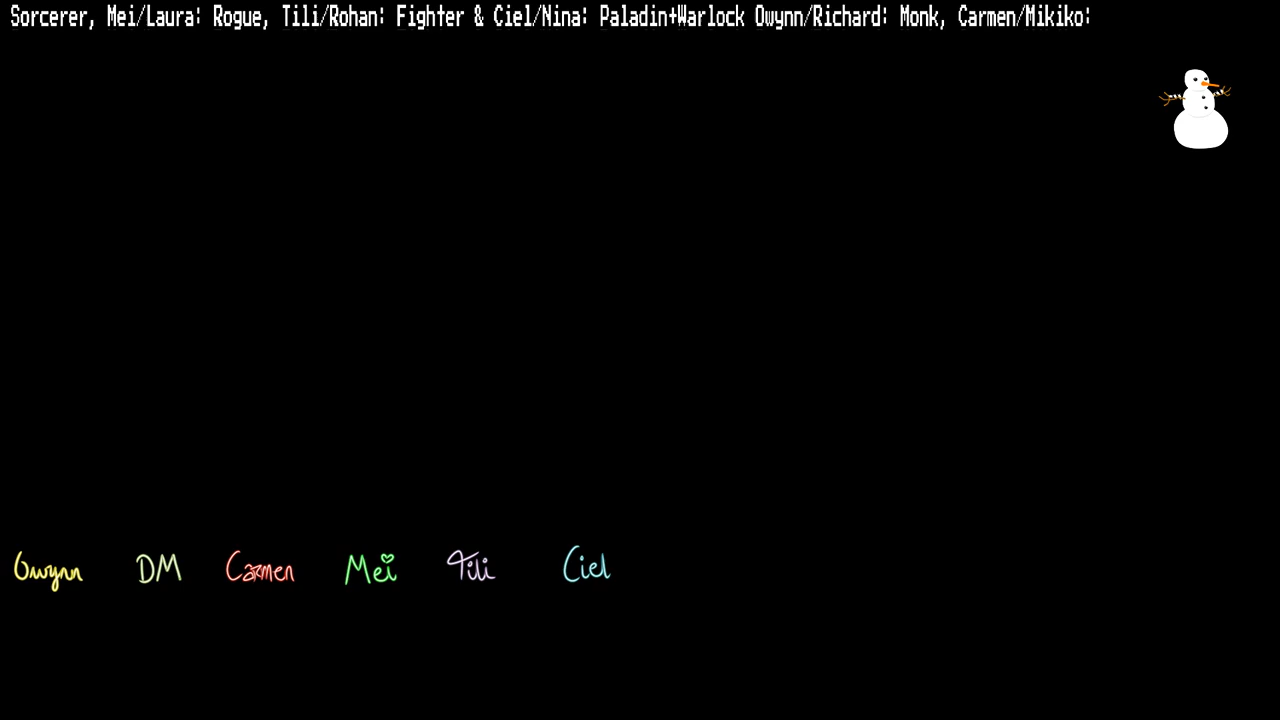 Sorcerer, Mei/Laura: Rogue, Tili/Rohan: Fighter & Ciel/Nina: Paladin+Warlock Owynn/Richard: Monk, Carmen/Mikiko:
Owynn DM Carmen Mei Tili Ciel